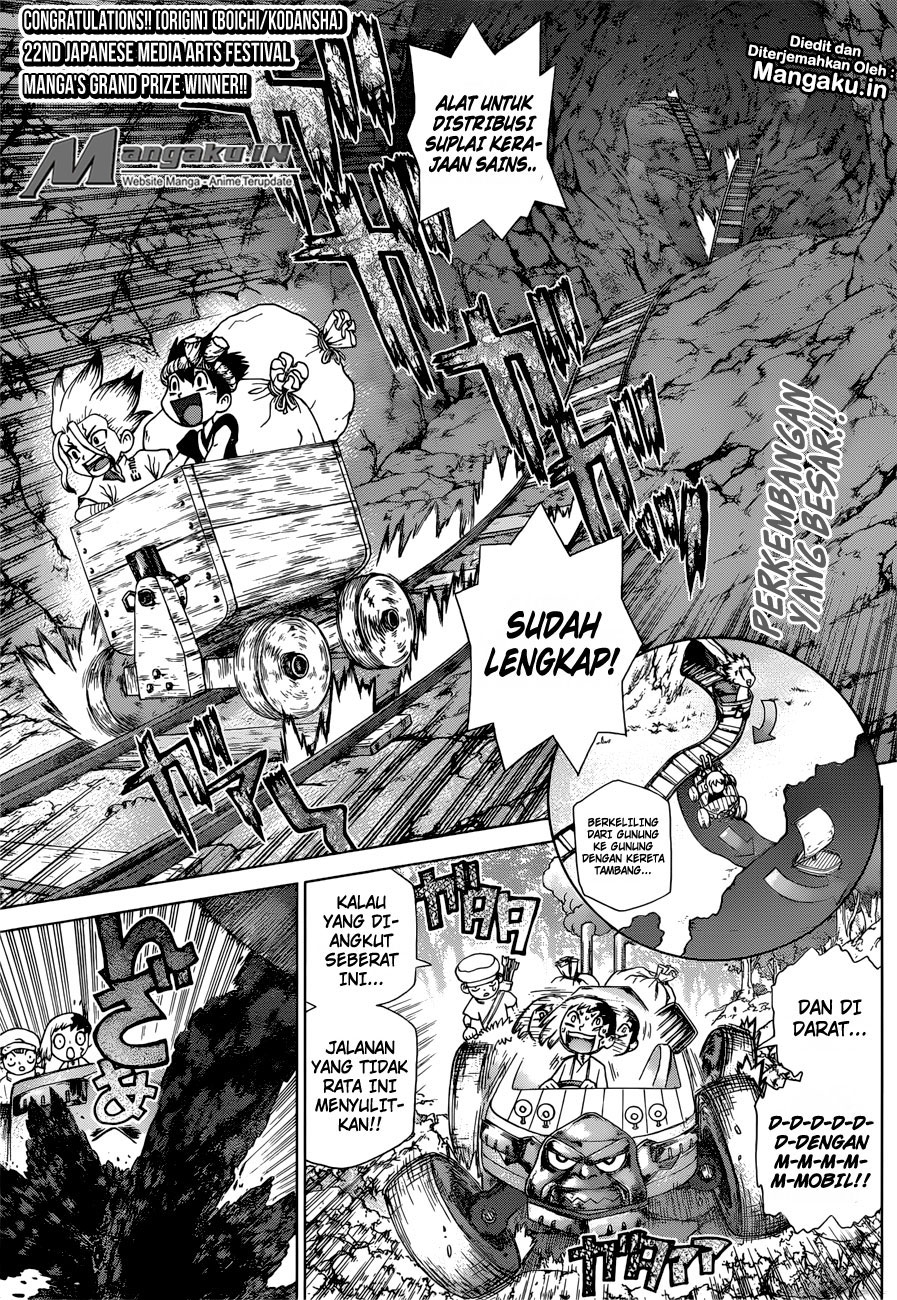 CONGRATULATIONS!! [ORIGIN] (BOICHI/KODANSHA)
22ND JAPANESE MEDIA ARTS FESTIVAL
MANGA'S GRAND PRIZE WINNER!!
Diedit dan
Diterjemahkan Oleh :
Mangaku.in
Mangaku.IN
Website Manga - Anime Terupdate
ALAT UNTUK
DISTRIBUSI
SUPLAI KERA-
JAAN SAINS..
PERKEMBANGAN
YANG BESAR!!!
SUDAH
LENGKAP!
BERKELILING
DARI GUNUNG
KE GUNUNG
DENGAN KERETA
TAMBANG...
DAN DI
DARAT...
D-D-D-D-D-
D-DENGAN
M-M-M-M-
M-MOBIL!!
KALAU
YANG DI-
ANGKUT
SEBERAT
INI...
JALANAN
YANG TIDAK
RATA INI
MENYULIT-
KAN!!